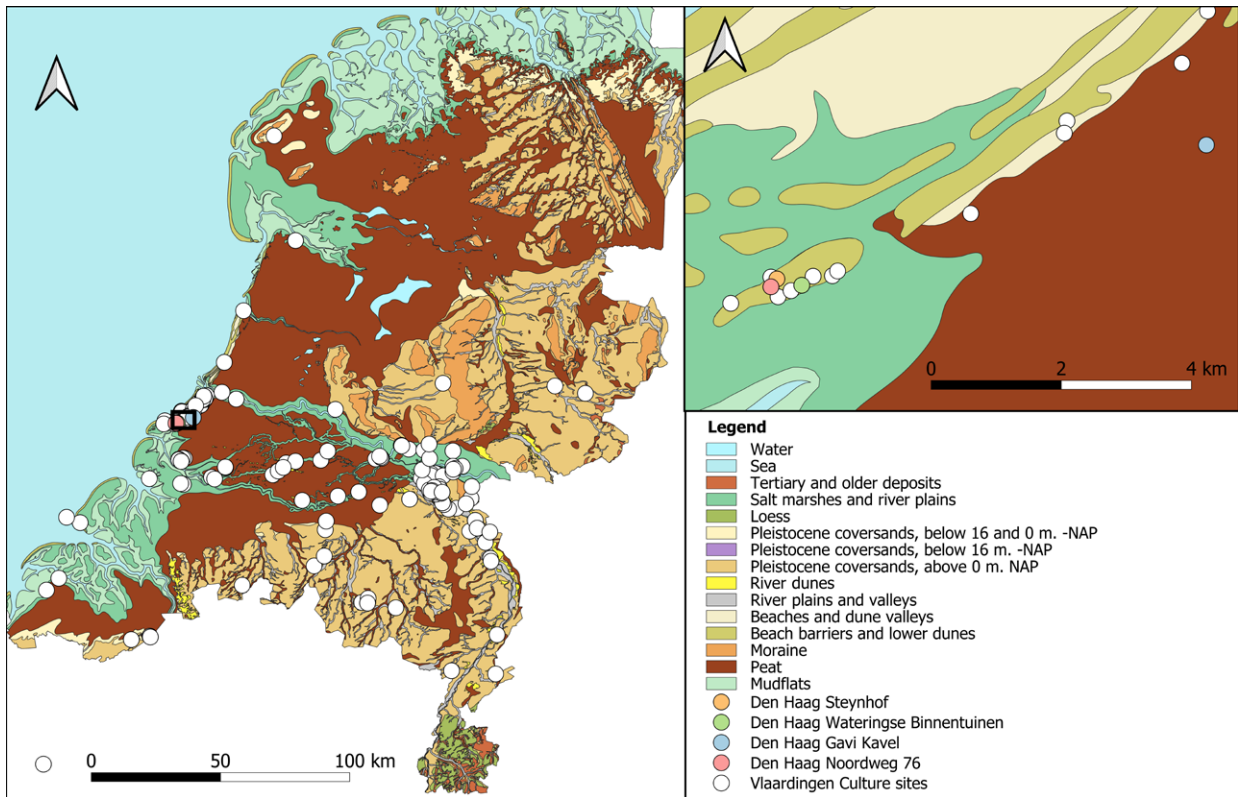 0 2 4 km
Legend
Water
Sea
Tertiary and older deposits
Salt marshes and river plains
Loess
Pleistocene coversands, below 16 and 0 m. -NAP
Pleistocene coversands, below 16 m. -NAP
Pleistocene coversands, above 0 m. NAP
River dunes
River plains and valleys
Beaches and dune valleys
Beach barriers and lower dunes
Moraine
Peat
Mudflats
Den Haag Steynhof
Den Haag Wateringse Binnentuinen
Den Haag Gavi Kavel
Den Haag Noordweg 76
Vlaardingen Culture sites
0 50 100 km